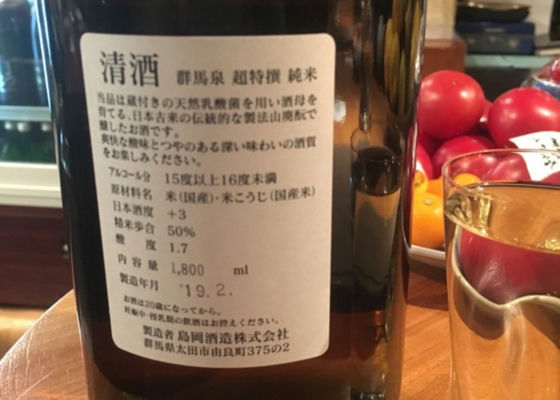 清酒 群馬泉 超特撰 純米
当品は蔵付きの天然乳酸菌を用い酒母を
育てる、日本古来の伝統的な製法山廃酛で
醸したお酒です。
爽快な酸味とつやのある深い味わいの酒質
をお楽しみください。
アルコール分 15度以上16度未満
原材料名 米(国産)・米こうじ(国産米)
日本酒度 +3
精米歩合 50%
酸 度 1.7
内容量 1,800 ml
製造年月 '19.2.
お酒は20歳になってから。
妊娠中・授乳期の飲酒はお控えください。
製造者 島岡酒造株式会社
群馬県太田市由良町375の2